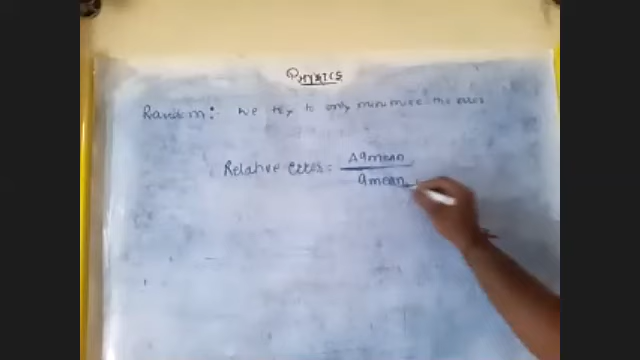 PHYSICS
Random:- we try to only minimize the error
Relative Error = Δamean
amean